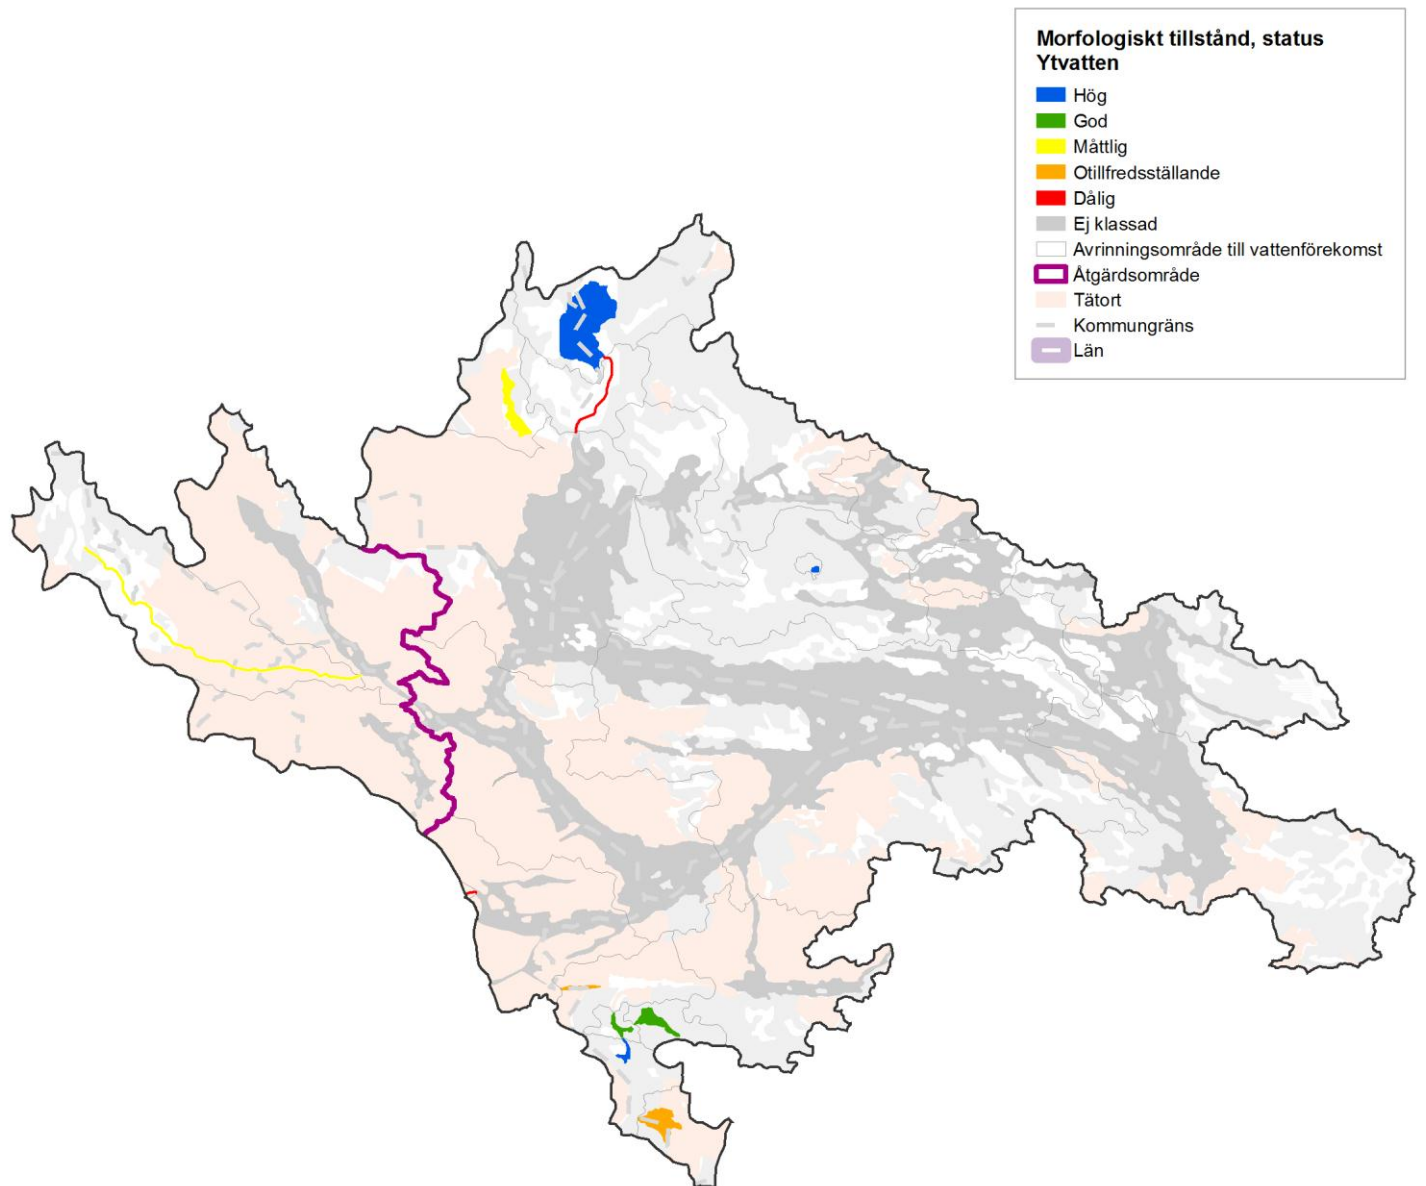 Morfologiskt tillstånd, status
Ytvatten
Hög
God
Måttlig
Otillfredsställande
Dålig
Ej klassad
Avrinningsområde till vattenförekomst
Åtgärdsområde
Tätort
Kommungräns
Län